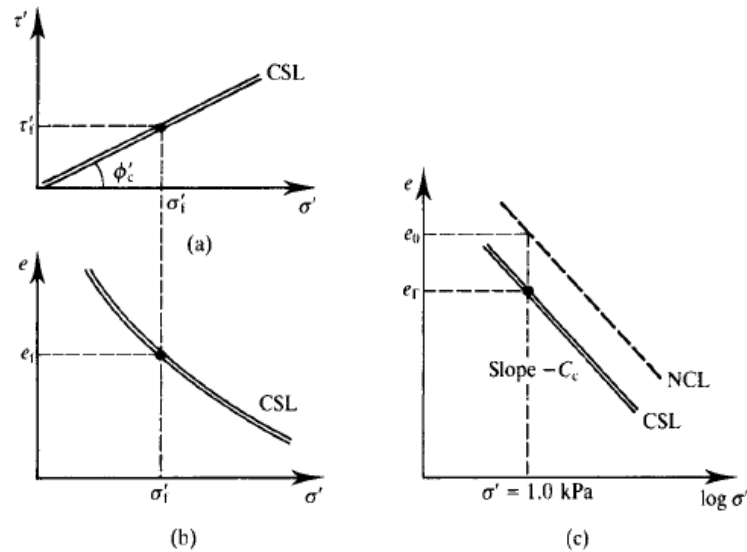 τ′
CSL
τ′f
φ′c
σ′f
σ′
(a)
e
ef
CSL
σ′f
σ′
(b)
e
e0
eΓ
Slope −Cc
NCL
CSL
σ′ = 1.0 kPa
log σ′
(c)